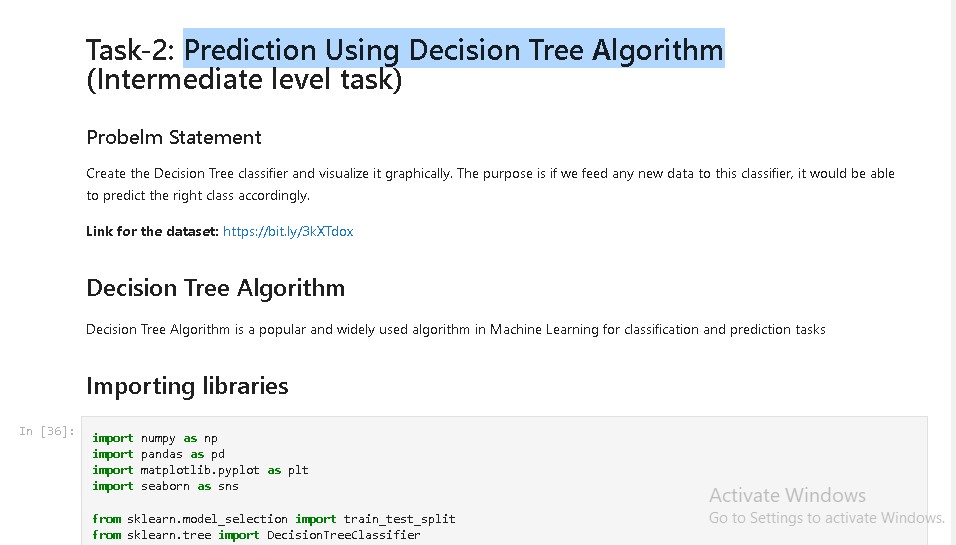 Task-2: Prediction Using Decision Tree Algorithm
(Intermediate level task)
Probelm Statement
Create the Decision Tree classifier and visualize it graphically. The purpose is if we feed any new data to this classifier, it would be able
to predict the right class accordingly.
Link for the dataset: https://bit.ly/3kXTdox
Decision Tree Algorithm
Decision Tree Algorithm is a popular and widely used algorithm in Machine Learning for classification and prediction tasks
Importing libraries
In [36]:
import numpy as np
import pandas as pd
import matplotlib.pyplot as plt
import seaborn as sns
from sklearn.model_selection import train_test_split
from sklearn.tree import DecisionTreeClassifier
Activate Windows
Go to Settings to activate Windows.